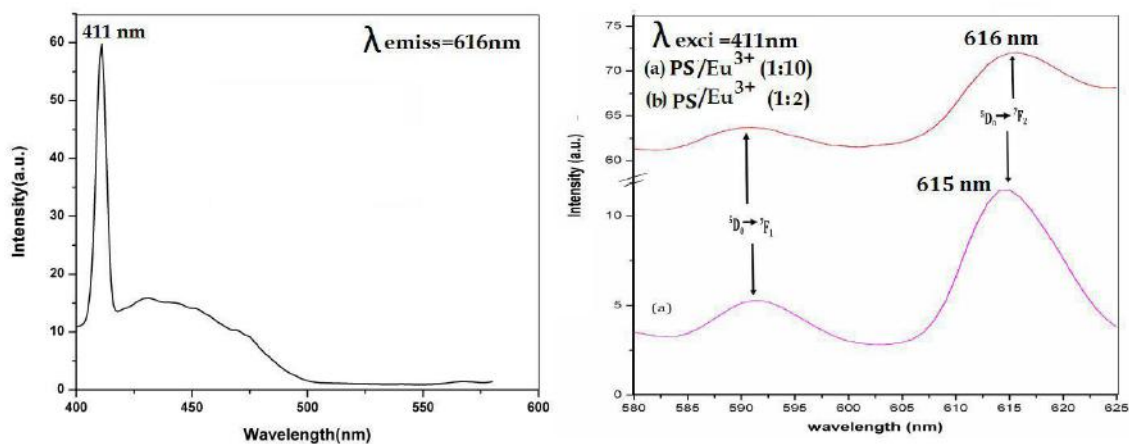 411 nm
λ emiss=616nm
60
50
40
30
20
10
0
Intensity(a.u.)
400
450
500
550
600
Wavelength(nm)
λ exci =411nm
(a) PS/Eu³⁺ (1:10)
(b) PS/Eu³⁺ (1:2)
616 nm
⁵D₀→⁷F₂
615 nm
⁵D₀→⁷F₁
(a)
75
70
65
60
10
5
0
Intensity (a.u.)
580
585
590
595
600
605
610
615
620
625
wavelength (nm)